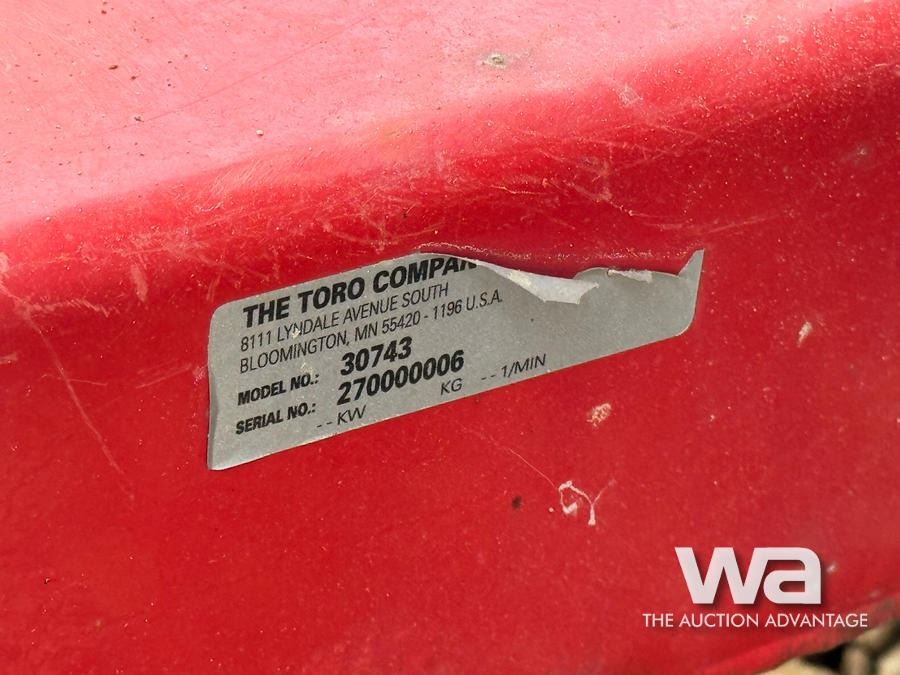 THE TORO COMPAN
8111 LYNDALE AVENUE SOUTH
BLOOMINGTON, MN 55420 - 1196 U.S.A.
MODEL NO.: 30743
SERIAL NO.: 270000006
- - KW KG - - 1/MIN
wa
THE AUCTION ADVANTAGE